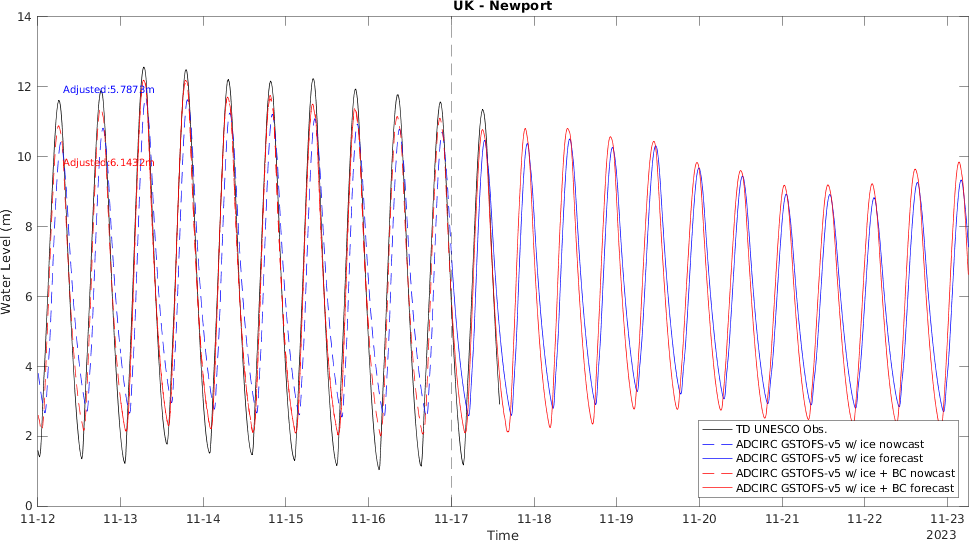 UK - Newport
14
12
10
8
6
4
2
0
Water Level (m)
Adjusted:5.7873m
Adjusted:6.1432m
TD UNESCO Obs.
ADCIRC GSTOFS-v5 w/ ice nowcast
ADCIRC GSTOFS-v5 w/ ice forecast
ADCIRC GSTOFS-v5 w/ ice + BC nowcast
ADCIRC GSTOFS-v5 w/ ice + BC forecast
11-12 11-13 11-14 11-15 11-16 11-17 11-18 11-19 11-20 11-21 11-22 11-23
Time
2023